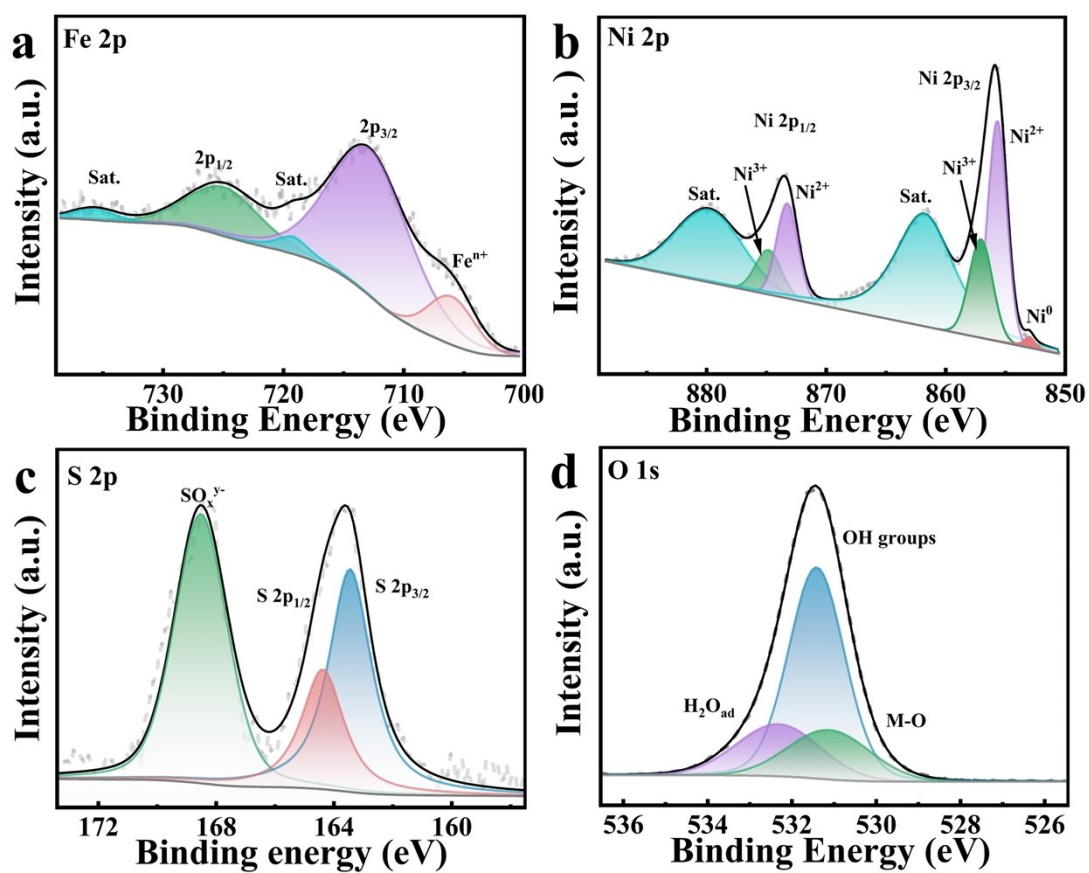 a
Fe 2p
Intensity (a.u.)
Sat.
2p1/2
Sat.
2p3/2
Feⁿ⁺
730 720 710 700
Binding Energy (eV)
b
Ni 2p
Intensity ( a.u.)
Sat.
Ni 2p1/2
Ni³⁺
Ni²⁺
Sat.
Ni 2p3/2
Ni³⁺
Ni²⁺
Ni⁰
880 870 860 850
Binding Energy (eV)
c
S 2p
Intensity (a.u.)
SOₓʸ⁻
S 2p1/2
S 2p3/2
172 168 164 160
Binding energy (eV)
d
O 1s
Intensity (a.u.)
OH groups
H₂Oad
M-O
536 534 532 530 528 526
Binding Energy (eV)